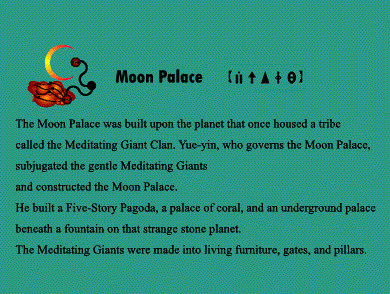 Moon Palace
The Moon Palace was built upon the planet that once housed a tribe
called the Meditating Giant Clan. Yue-yin, who governs the Moon Palace,
subjugated the gentle Meditating Giants
and constructed the Moon Palace.
He built a Five-Story Pagoda, a palace of coral, and an underground palace
beneath a fountain on that strange stone planet.
The Meditating Giants were made into living furniture, gates, and pillars.